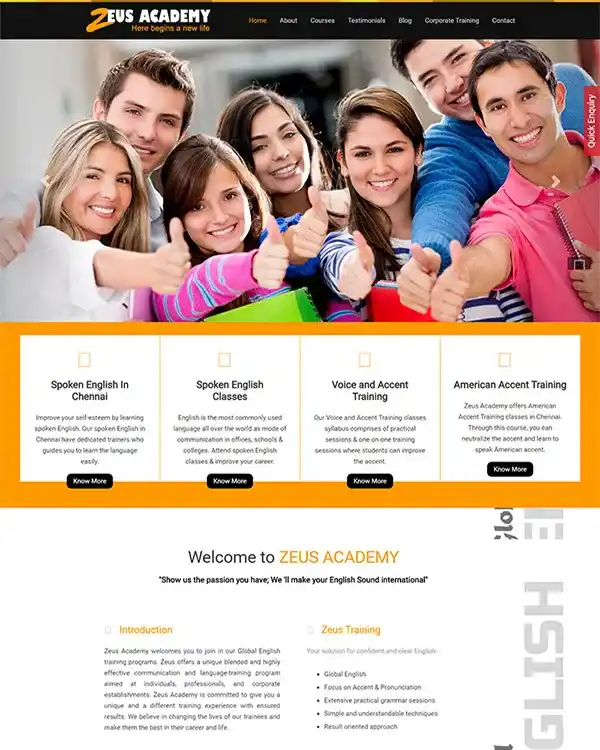 ZEUS ACADEMY
Here begins a new life
Home About Courses Testimonials Blog Corporate Training Contact
Quick Enquiry
Spoken English In
Chennai
Improve your self-esteem by learning
spoken English. Our spoken English in
Chennai have dedicated trainers who
guides you to learn the language
easily.
Know More
Spoken English
Classes
English is the most commonly used
language all over the world as mode of
communication in offices, schools &
colleges. Attend spoken English
classes & improve your career.
Know More
Voice and Accent
Training
Our Voice and Accent Training classes
syllabus comprises of practical
sessions & one on one training
sessions where students can improve
the accent.
Know More
American Accent Training
Zeus Academy offers American
Accent Training classes in Chennai.
Through this course, you can
neutralize the accent and learn to
speak American accent.
Know More
Welcome to ZEUS ACADEMY
"Show us the passion you have; We 'll make your English Sound international"
Introduction
Zeus Academy welcomes you to join in our Global English
training programs. Zeus offers a unique blended and highly
effective communication and language-training program
aimed at individuals, professionals, and corporate
establishments. Zeus Academy is committed to give you a
unique and a different training experience with ensured
results. We believe in changing the lives of our trainees and
make them the best in their career and life.
Zeus Training
Your solution for confident and clear English:
Global English
Focus on Accent & Pronunciation
Extensive practical grammar sessions
Simple and understandable techniques
Result oriented approach
GLISH